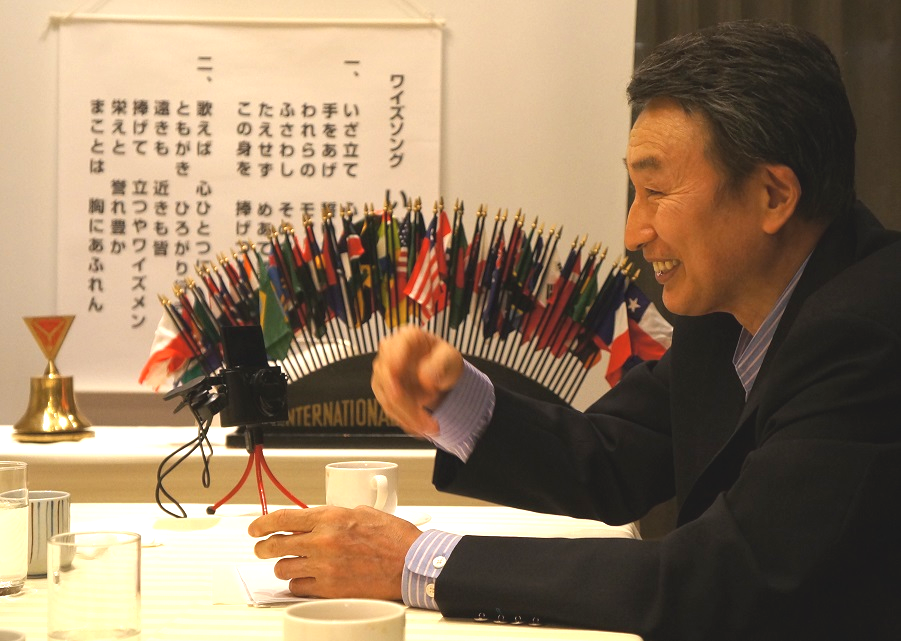 ワイズソング い
一、
いざ立て
手をあげ
われらの モ
ふさわし そ
たえせず めあ
この身を 捧げ
二、
歌えば 心ひとつに
ともがき ひろがり
遠きも 近きも皆
捧げて 立つやワイズメン
栄えと 誉れ豊か
まことは 胸にあふれん
INTERNATIONAL